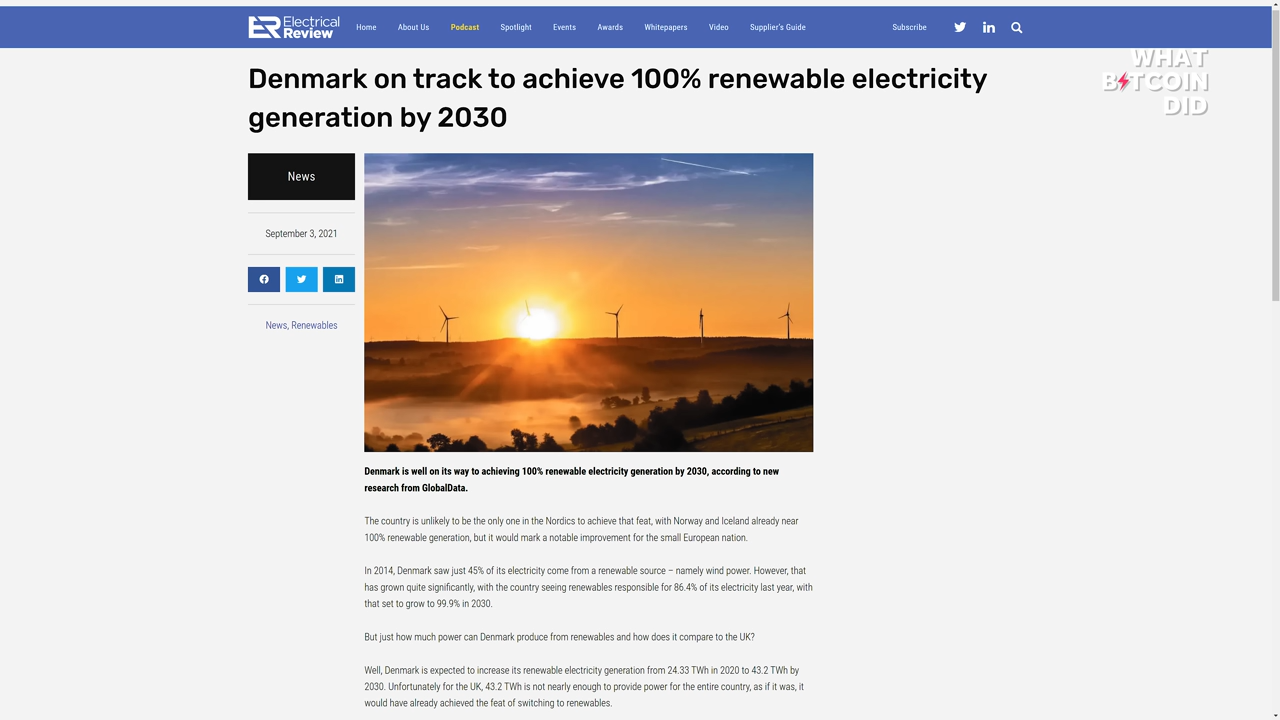 Electrical
Review
Home
About Us
Podcast
Spotlight
Events
Awards
Whitepapers
Video
Supplier's Guide
Subscribe
WHAT
BTCOIN
DID
Denmark on track to achieve 100% renewable electricity
generation by 2030
News
September 3, 2021
News, Renewables
Denmark is well on its way to achieving 100% renewable electricity generation by 2030, according to new
research from GlobalData.
The country is unlikely to be the only one in the Nordics to achieve that feat, with Norway and Iceland already near
100% renewable generation, but it would mark a notable improvement for the small European nation.
In 2014, Denmark saw just 45% of its electricity come from a renewable source – namely wind power. However, that
has grown quite significantly, with the country seeing renewables responsible for 86.4% of its electricity last year, with
that set to grow to 99.9% in 2030.
But just how much power can Denmark produce from renewables and how does it compare to the UK?
Well, Denmark is expected to increase its renewable electricity generation from 24.33 TWh in 2020 to 43.2 TWh by
2030. Unfortunately for the UK, 43.2 TWh is not nearly enough to provide power for the entire country, as if it was, it
would have already achieved the feat of switching to renewables.